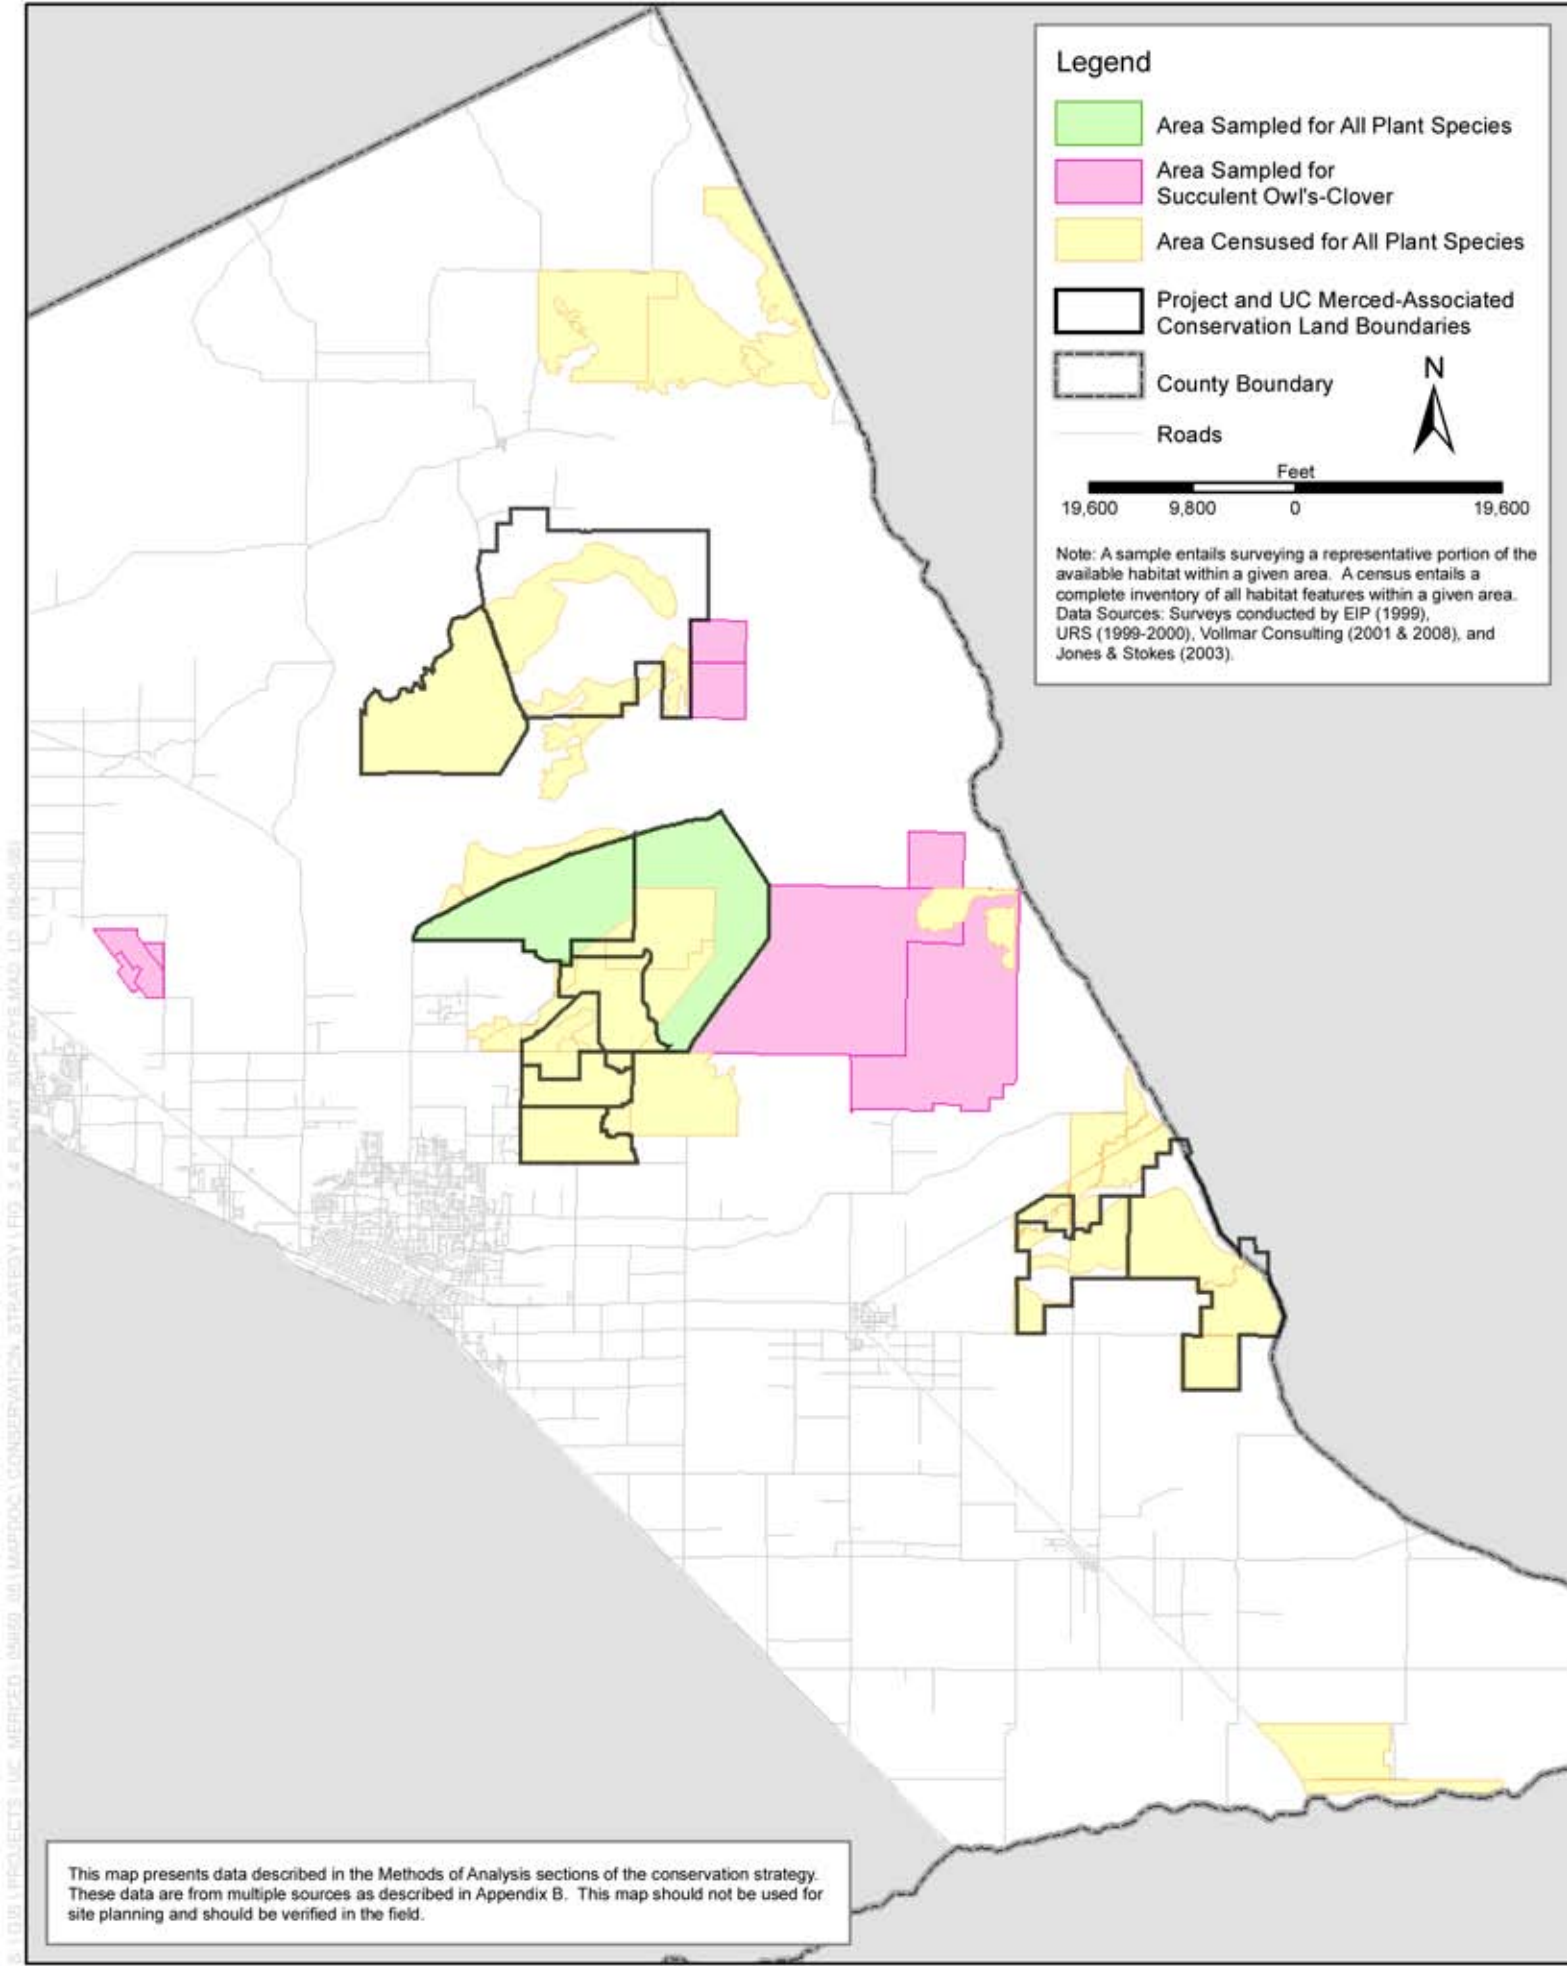 Legend
Area Sampled for All Plant Species
Area Sampled for
Succulent Owl's-Clover
Area Censused for All Plant Species
Project and UC Merced-Associated
Conservation Land Boundaries
County Boundary
N
Roads
Feet
19,600 9,800 0 19,600
Note: A sample entails surveying a representative portion of the
available habitat within a given area. A census entails a
complete inventory of all habitat features within a given area.
Data Sources: Surveys conducted by EIP (1999),
URS (1999-2000), Vollmar Consulting (2001 & 2008), and
Jones & Stokes (2003).
This map presents data described in the Methods of Analysis sections of the conservation strategy.
These data are from multiple sources as described in Appendix B. This map should not be used for
site planning and should be verified in the field.